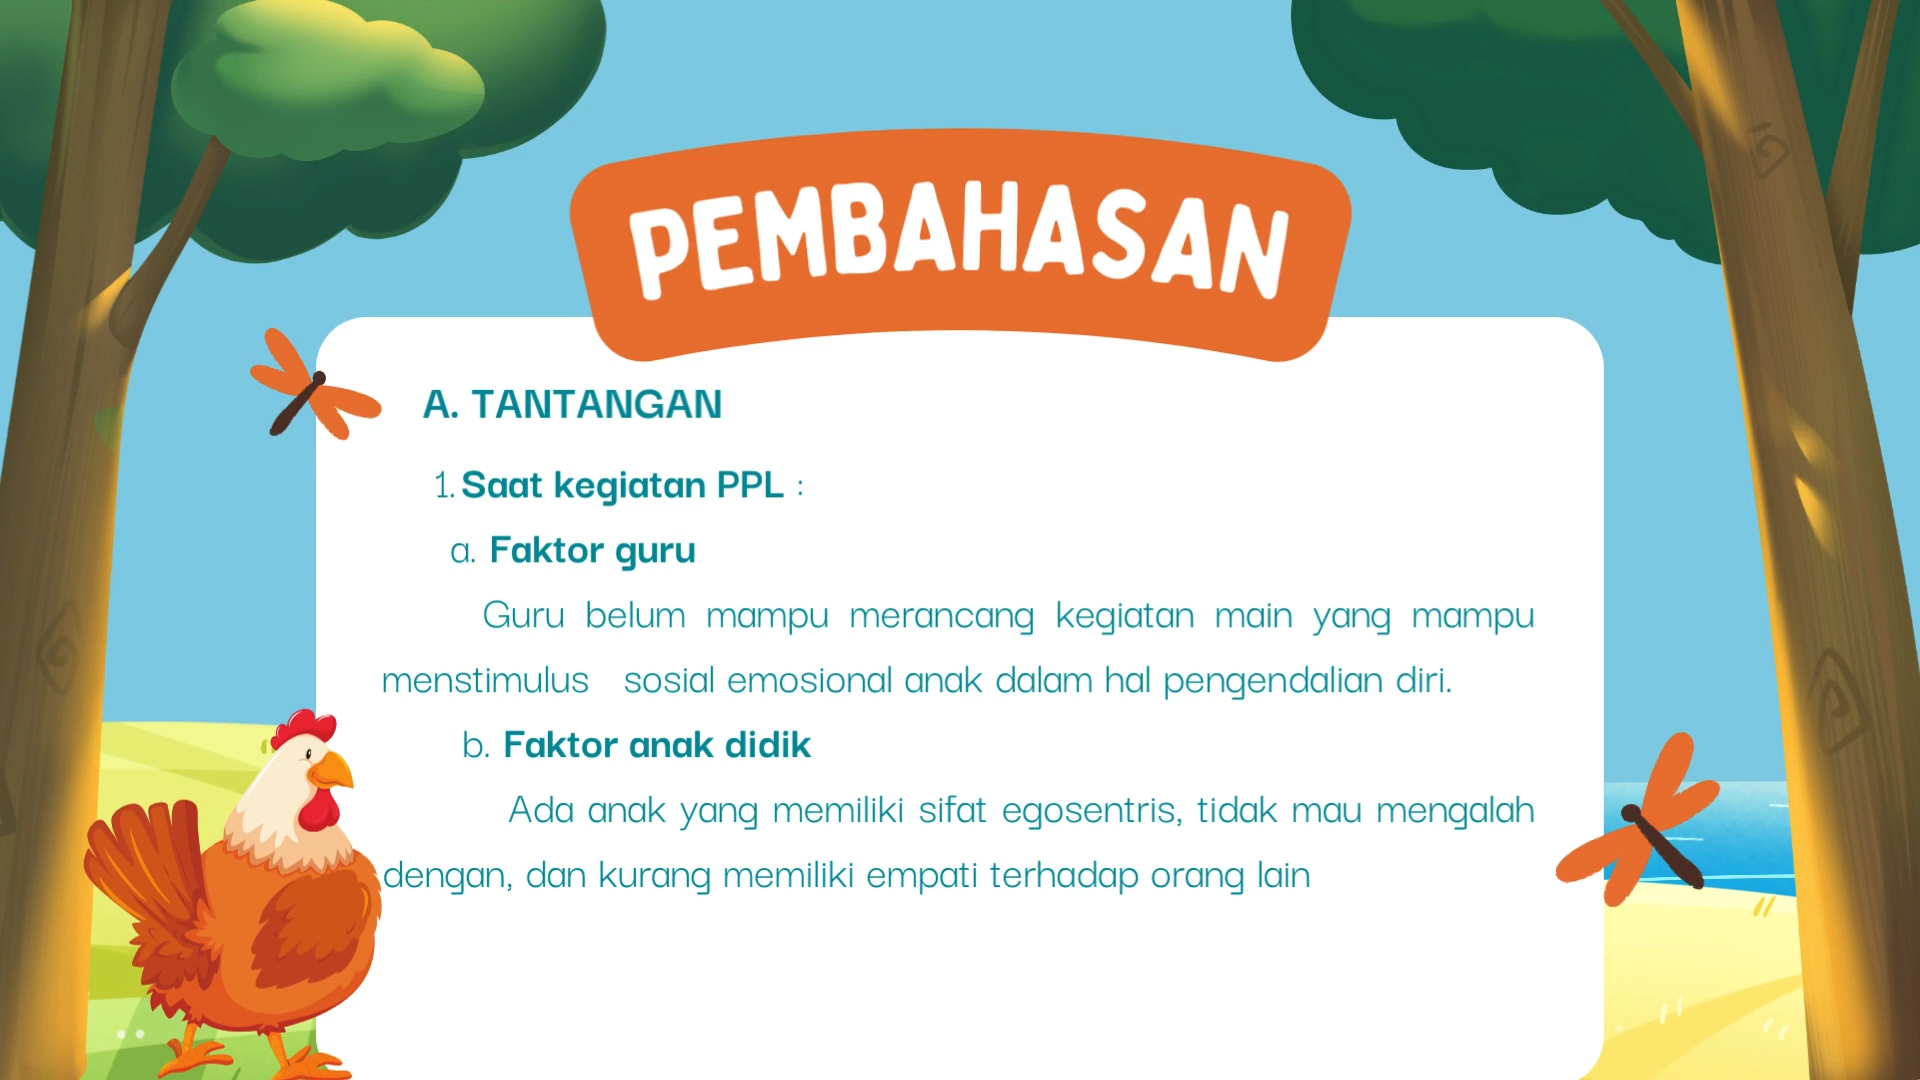 PEMBAHASAN
A. TANTANGAN
1. Saat kegiatan PPL :
a. Faktor guru
Guru belum mampu merancang kegiatan main yang mampu
menstimulus sosial emosional anak dalam hal pengendalian diri.
b. Faktor anak didik
Ada anak yang memiliki sifat egosentris, tidak mau mengalah
dengan, dan kurang memiliki empati terhadap orang lain